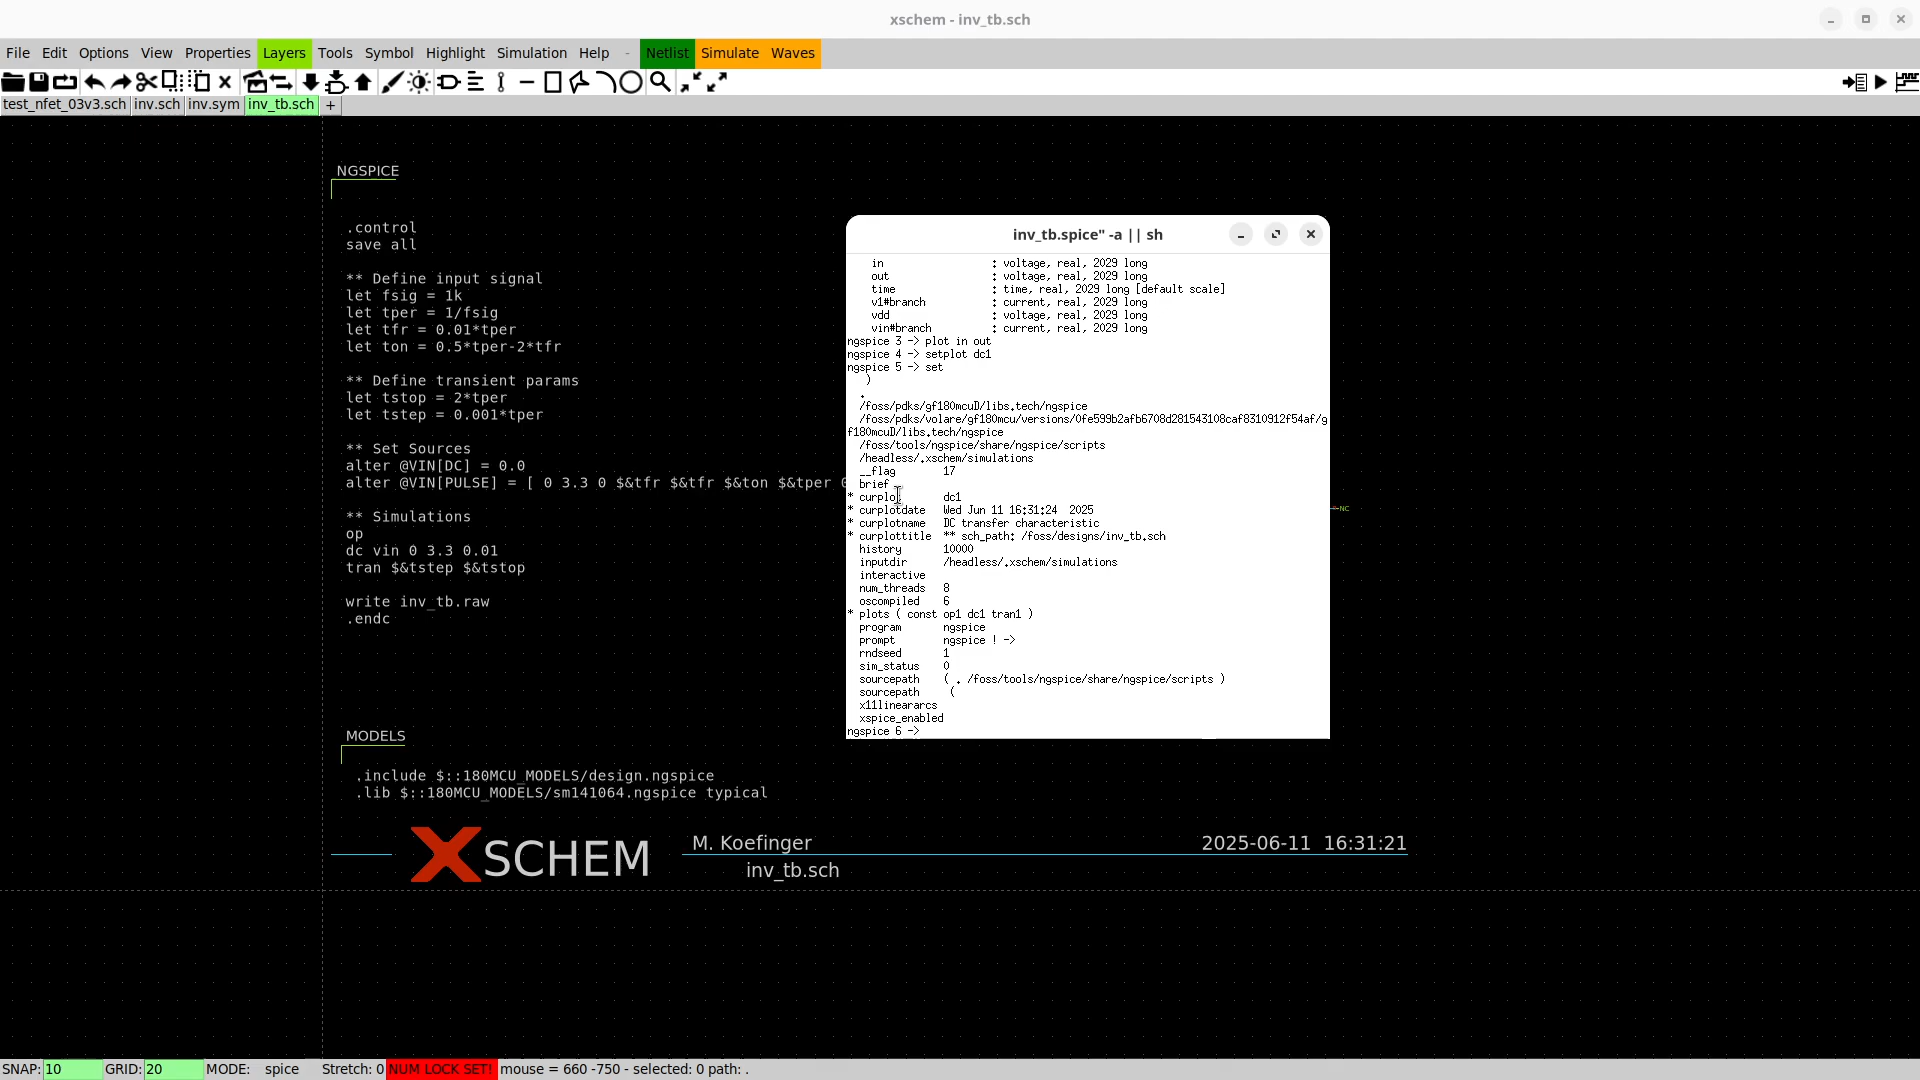 xschem - inv_tb.sch
File Edit Options View Properties Layers Tools Symbol Highlight Simulation Help - Netlist Simulate Waves
test_nfet_03v3.sch inv.sch inv.sym inv_tb.sch +
NGSPICE
.control
save all
** Define input signal
let fsig = 1k
let tper = 1/fsig
let tfr = 0.01*tper
let ton = 0.5*tper-2*tfr
** Define transient params
let tstop = 2*tper
let tstep = 0.001*tper
** Set Sources
alter @VIN[DC] = 0.0
alter @VIN[PULSE] = [ 0 3.3 0 $&tfr $&tfr $&ton $&tper 0
** Simulations
op
dc vin 0 3.3 0.01
tran $&tstep $&tstop
write inv_tb.raw
.endc
inv_tb.spice" -a || sh
in : voltage, real, 2029 long
out : voltage, real, 2029 long
time : time, real, 2029 long [default scale]
v1#branch : current, real, 2029 long
vdd : voltage, real, 2029 long
vin#branch : current, real, 2029 long
ngspice 3 -> plot in out
ngspice 4 -> setplot dc1
ngspice 5 -> set
)
.
/foss/pdks/gf180mcuD/libs.tech/ngspice
/foss/pdks/volare/gf180mcu/versions/0fe599b2afb6708d281543108caf8310912f54af/g
f180mcuD/libs.tech/ngspice
/foss/tools/ngspice/share/ngspice/scripts
/headless/.xschem/simulations
__flag 17
brief
* curplot dc1
* curplotdate Wed Jun 11 16:31:24 2025
* curplotname DC transfer characteristic
* curplottitle ** sch_path: /foss/designs/inv_tb.sch
history 10000
inputdir /headless/.xschem/simulations
interactive
num_threads 8
oscompiled 6
* plots ( const op1 dc1 tran1 )
program ngspice
prompt ngspice ! ->
rndseed 1
sim_status 0
sourcepath ( . /foss/tools/ngspice/share/ngspice/scripts )
sourcepath (
x11lineararcs
xspice_enabled
ngspice 6 ->
NC
MODELS
.include $::180MCU_MODELS/design.ngspice
.lib $::180MCU_MODELS/sm141064.ngspice typical
XSCHEM
M. Koefinger
2025-06-11 16:31:21
inv_tb.sch
SNAP: 10 GRID: 20 MODE: spice Stretch: 0 NUM LOCK SET! mouse = 660 -750 - selected: 0 path: .